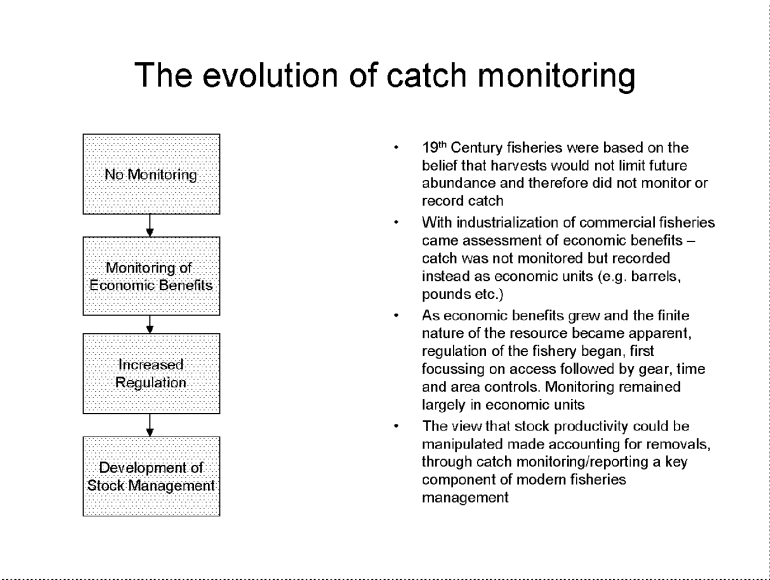 The evolution of catch monitoring
No Monitoring
Monitoring of
Economic Benefits
Increased
Regulation
Development of
Stock Management
• 19th Century fisheries were based on the
belief that harvests would not limit future
abundance and therefore did not monitor or
record catch
• With industrialization of commercial fisheries
came assessment of economic benefits –
catch was not monitored but recorded
instead as economic units (e.g. barrels,
pounds etc.)
• As economic benefits grew and the finite
nature of the resource became apparent,
regulation of the fishery began, first
focussing on access followed by gear, time
and area controls. Monitoring remained
largely in economic units
• The view that stock productivity could be
manipulated made accounting for removals,
through catch monitoring/reporting a key
component of modern fisheries
management